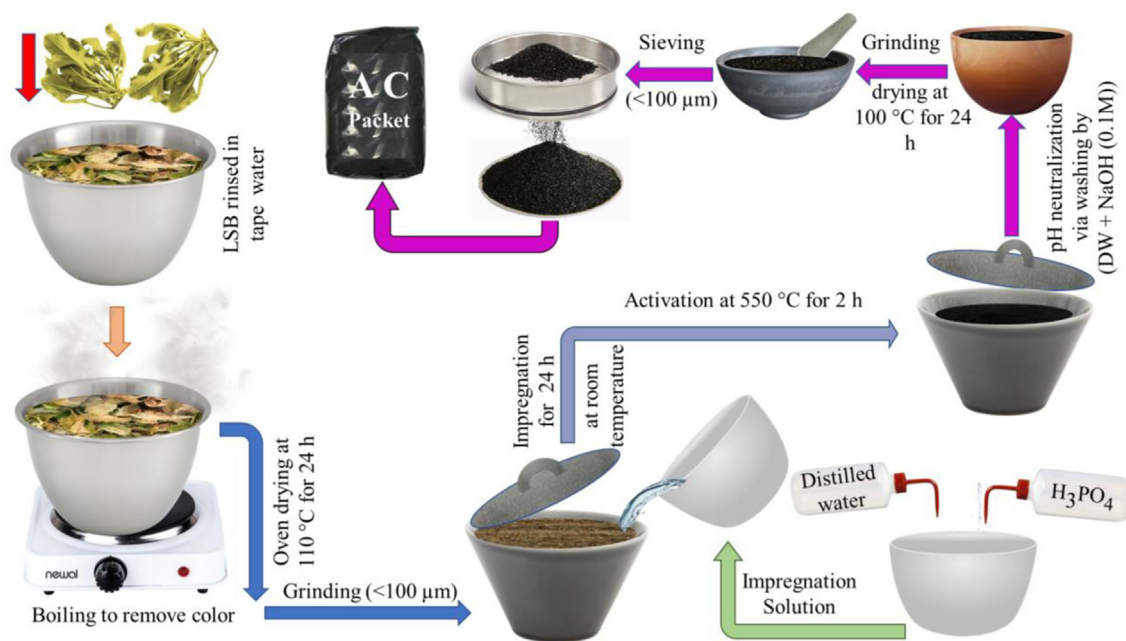 LSB rinsed in
tape water
newal
Boiling to remove color
Oven drying at
110 °C for 24 h
Grinding (<100 µm)
Impregnation
for 24 h
at room
temperature
Distilled
water
H₃PO₄
Impregnation
Solution
Activation at 550 °C for 2 h
pH neutralization
via washing by
(DW + NaOH (0.1M))
Grinding
drying at
100 °C for 24
h
Sieving
(<100 µm)
A C
Packet